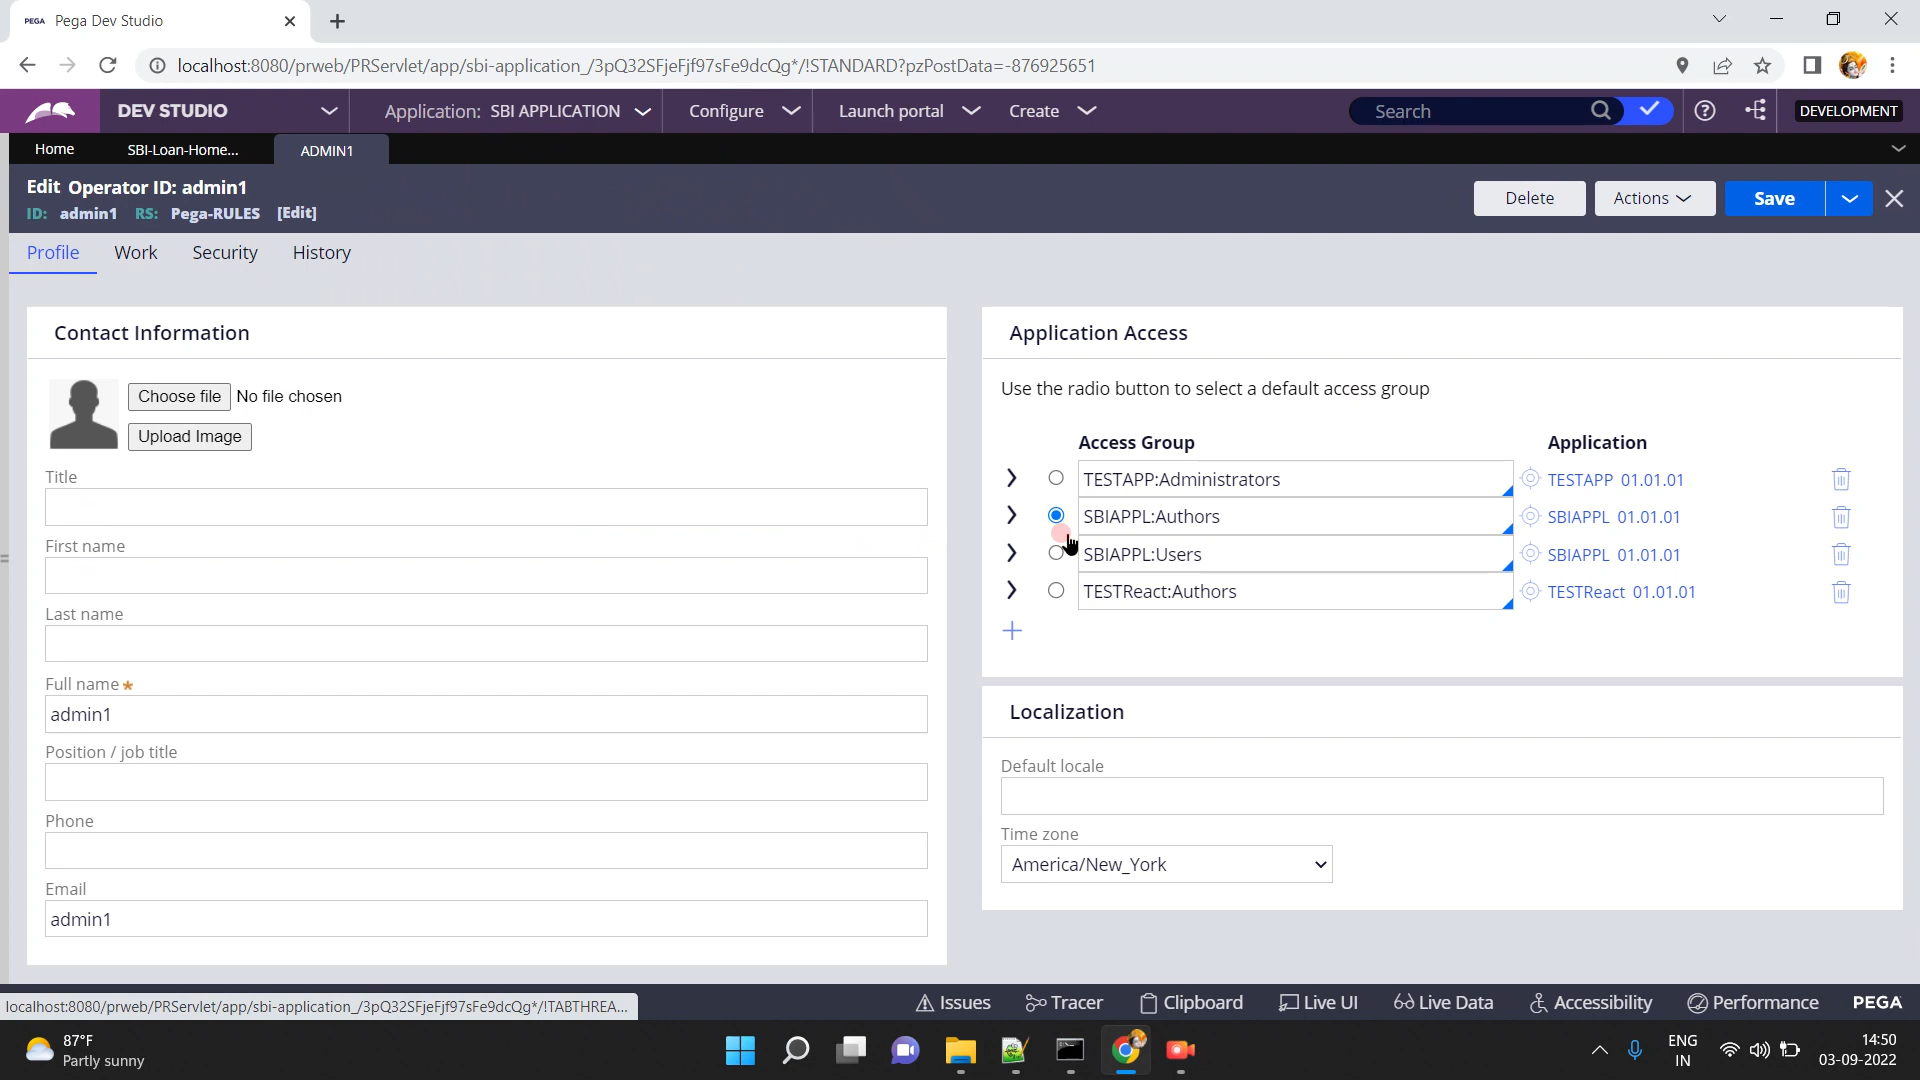 PEGA Pega Dev Studio
localhost:8080/prweb/PRServlet/app/sbi-application_/3pQ32SFjeFjf97sFe9dcQg*/!STANDARD?pzPostData=-876925651
DEV STUDIO Application: SBI APPLICATION Configure Launch portal Create Search DEVELOPMENT
Home SBI-Loan-Home... ADMIN1
Edit Operator ID: admin1
ID: admin1 RS: Pega-RULES [Edit]
Delete Actions Save
Profile Work Security History
Contact Information
Choose file No file chosen
Upload Image
Title
First name
Last name
Full name *
admin1
Position / job title
Phone
Email
admin1
Application Access
Use the radio button to select a default access group
Access Group Application
TESTAPP:Administrators TESTAPP 01.01.01
SBIAPPL:Authors SBIAPPL 01.01.01
SBIAPPL:Users SBIAPPL 01.01.01
TESTReact:Authors TESTReact 01.01.01
Localization
Default locale
Time zone
America/New_York
localhost:8080/prweb/PRServlet/app/sbi-application_/3pQ32SFjeFjf97sFe9dcQg*/!TABTHREA...
Issues Tracer Clipboard Live UI Live Data Accessibility Performance PEGA
87°F
Partly sunny
ENG
IN
14:50
03-09-2022